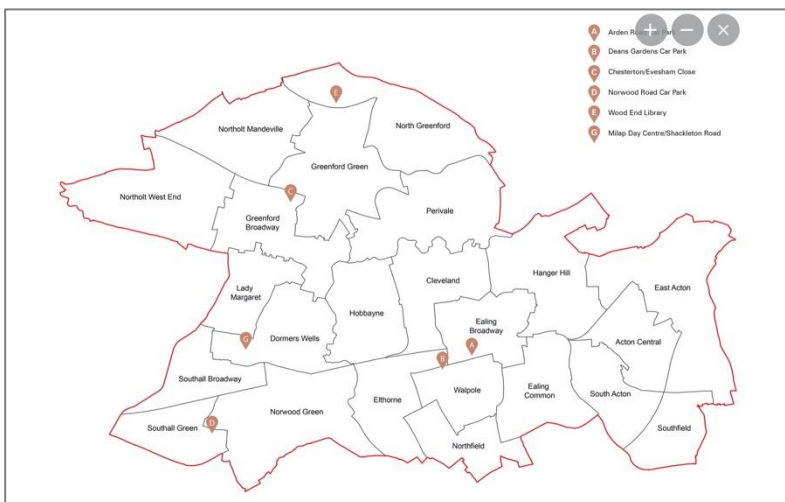 A Arden Road Car Park
B Deans Gardens Car Park
C Chesterton/Evesham Close
D Norwood Road Car Park
E Wood End Library
G Milap Day Centre/Shackleton Road
E
Northolt Mandeville
North Greenford
Greenford Green
C
Northolt West End
Greenford
Broadway
Perivale
Hanger Hill
Cleveland
Lady
Margaret
East Acton
Hobbayne
Ealing
Broadway
Dormers Wells
G
Acton Central
A
B
Southall Broadway
Walpole
Ealing
Common
South Acton
Elthorne
Norwood Green
Southall Green
D
Northfield
Southfield